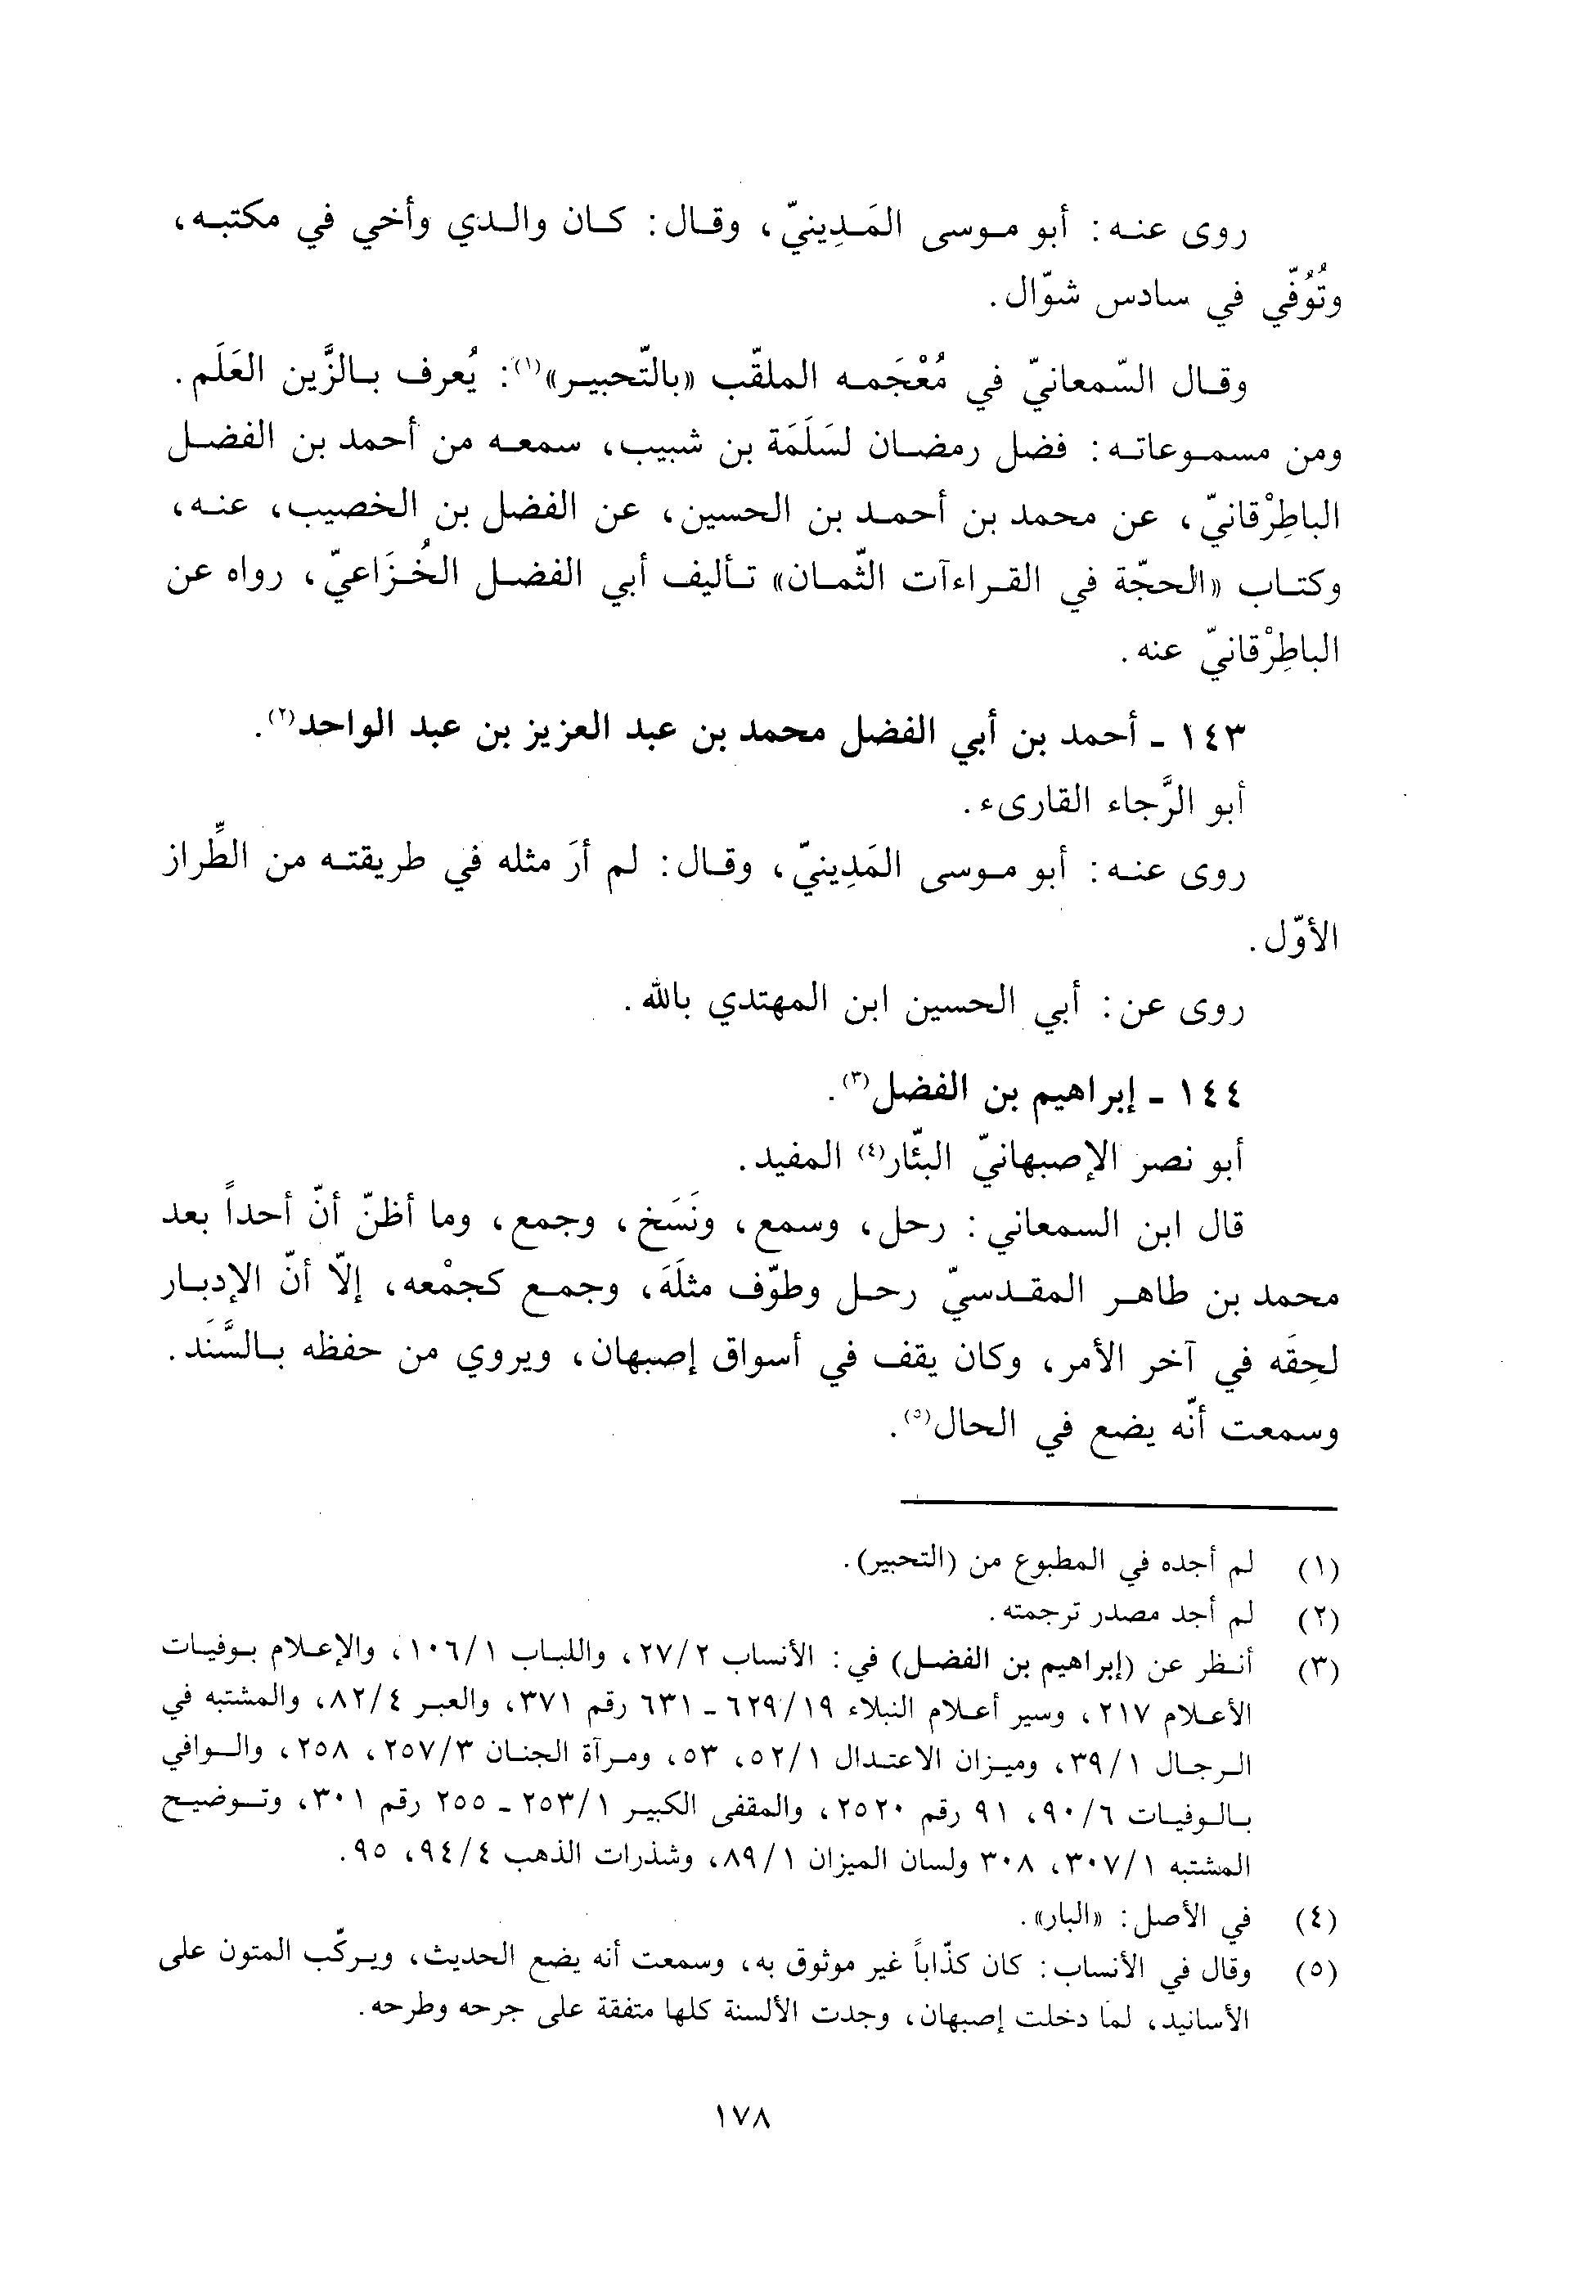 روى عنه: أبو موسى المَدِينيّ، وقال: كان والدي وأخي في مكتبه،
وتُوُفّي في سادس شوّال.
وقال السّمعانيّ في مُعْجَمه الملقّب «بالتّحبير»(١): يُعرف بالزَّين العَلَم.
ومن مسموعاته: فضل رمضان لسَلَمَة بن شبيب، سمعه من أحمد بن الفضل
الباطِرْقانيّ، عن محمد بن أحمد بن الحسين، عن الفضل بن الخصيب، عنه،
وكتاب «الحجّة في القراءآت الثّمان» تأليف أبي الفضل الخُزَاعيّ، رواه عن
الباطِرْقانيّ عنه.
١٤٣ - أحمد بن أبي الفضل محمد بن عبد العزيز بن عبد الواحد(٢).
أبو الرَّجاء القارىء.
روى عنه: أبو موسى المَدِينيّ، وقال: لم أرَ مثله في طريقته من الطِّراز
الأوّل.
روى عن: أبي الحسين ابن المهتدي بالله.
١٤٤ - إبراهيم بن الفضل(٣).
أبو نصر الإصبهانيّ البئّار(٤) المفيد.
قال ابن السمعاني: رحل، وسمع، ونَسَخ، وجمع، وما أظنّ أنّ أحداً بعد
محمد بن طاهر المقدسيّ رحل وطوّف مثلَهَ، وجمع كجمْعه، إلّا أنّ الإدبار
لحِقَه في آخر الأمر، وكان يقف في أسواق إصبهان، ويروي من حفظه بالسَّنَد.
وسمعت أنّه يضع في الحال(٥).
(١) لم أجده في المطبوع من (التحبير).
(٢) لم أجد مصدر ترجمته.
(٣) أنظر عن (إبراهيم بن الفضل) في: الأنساب ٢/٢٧، واللباب ١/١٠٦، والإعلام بوفيات
الأعلام ٢١٧، وسير أعلام النبلاء ١٩/٦٢٩ - ٦٣١ رقم ٣٧١، والعبر ٤/٨٢، والمشتبه في
الرجال ١/٣٩، وميزان الاعتدال ١/٥٢، ٥٣، ومرآة الجنان ٣/٢٥٧، ٢٥٨، والوافي
بالوفيات ٦/٩٠، ٩١ رقم ٢٥٢٠، والمقفى الكبير ١/٢٥٣ - ٢٥٥ رقم ٣٠١، وتوضيح
المشتبه ١/٣٠٧، ٣٠٨ ولسان الميزان ١/٨٩، وشذرات الذهب ٤/٩٤، ٩٥.
(٤) في الأصل: «البار».
(٥) وقال في الأنساب: كان كذّاباً غير موثوق به، وسمعت أنه يضع الحديث، ويركّب المتون على
الأسانيد، لما دخلت إصبهان، وجدت الألسنة كلها متفقة على جرحه وطرحه.
١٧٨